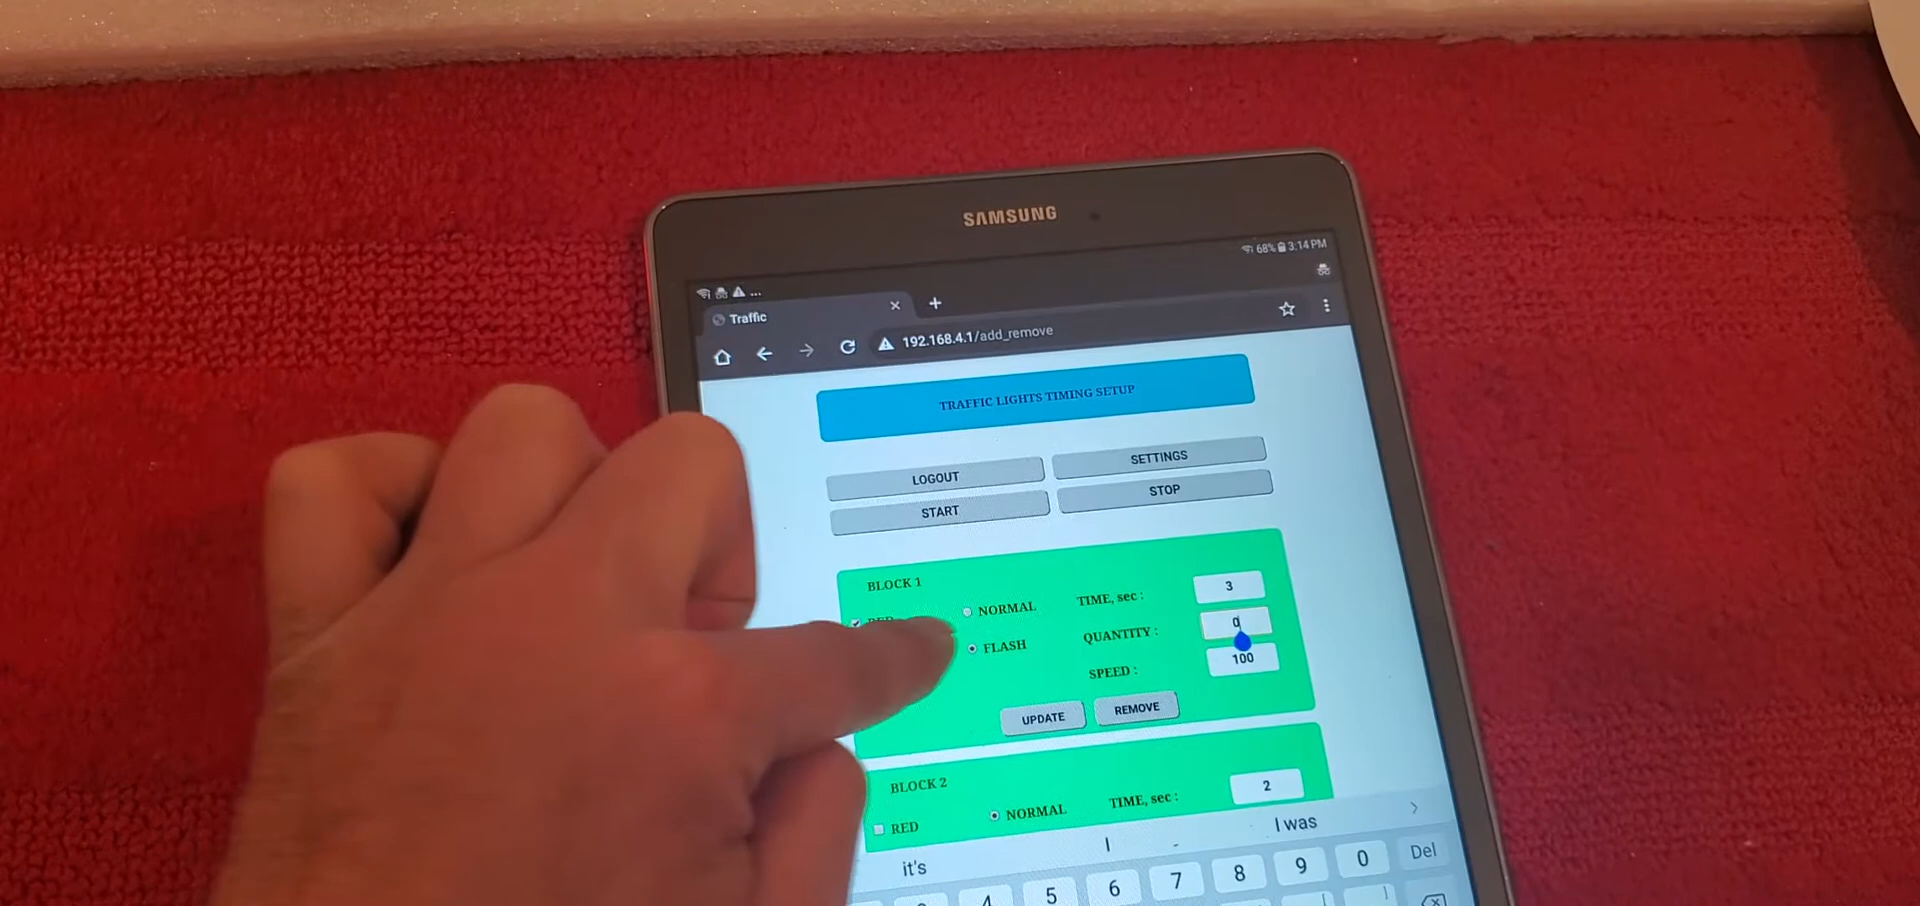 SAMSUNG
68% 3:14 PM
...
Traffic
192.168.4.1/add_remove
TRAFFIC LIGHTS TIMING SETUP
LOGOUT SETTINGS
START STOP
BLOCK 1
RED NORMAL TIME, sec : 3
FLASH QUANTITY : 0
SPEED : 100
UPDATE REMOVE
BLOCK 2
RED NORMAL TIME, sec : 2
it's I I was
4 5 6 7 8 9 0 Del